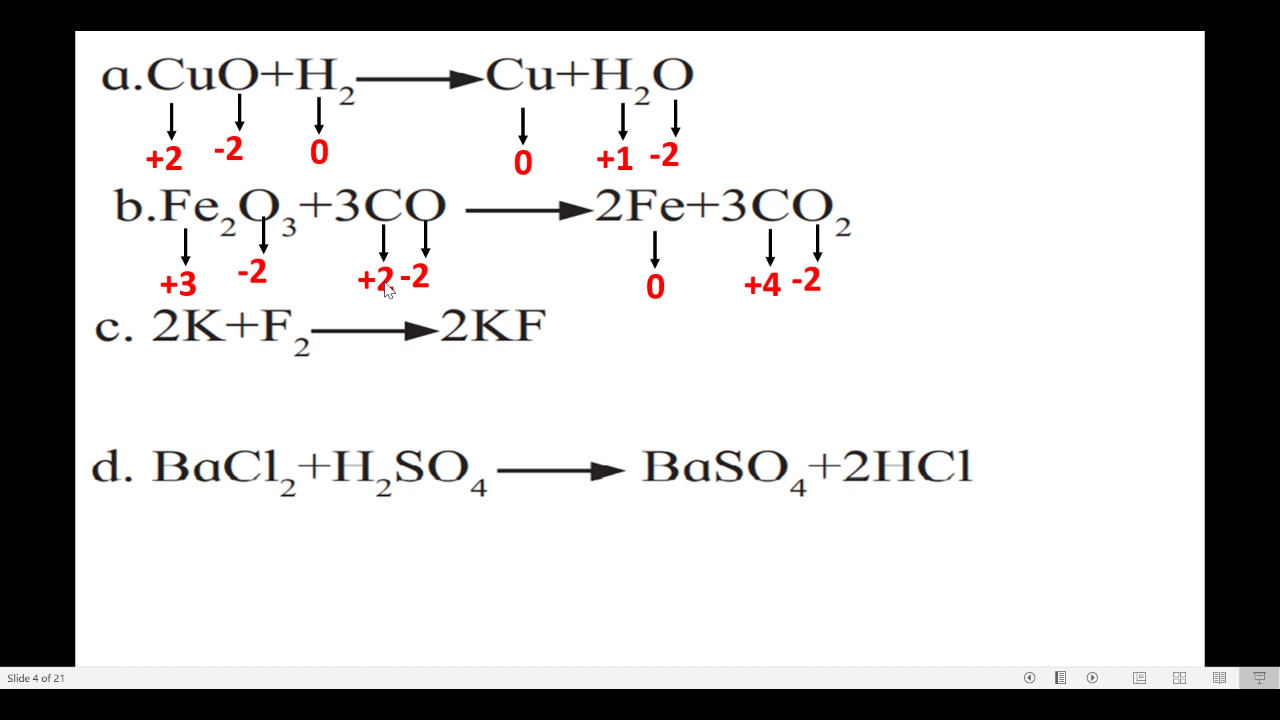 a.CuO+H₂⟶Cu+H₂O
+2 -2 0 0 +1 -2
b.Fe₂O₃+3CO ⟶2Fe+3CO₂
+3 -2 +2 -2 0 +4 -2
c. 2K+F₂⟶2KF
d. BaCl₂+H₂SO₄⟶ BaSO₄+2HCl
Slide 4 of 21